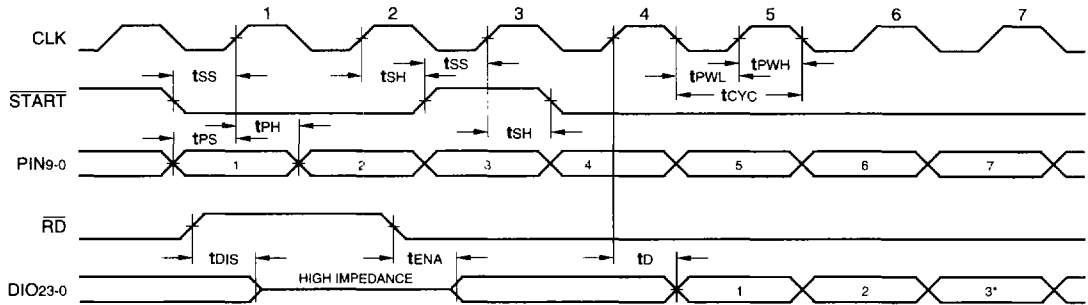 1 2 3 4 5 6 7
CLK
tSS tSH tSS tPWL tPWH
tCYC
START
tPS tPH tSH
PIN9-0 1 2 3 4 5 6 7
RD
tDIS tENA tD
HIGH IMPEDANCE
DIO23-0 1 2 3*